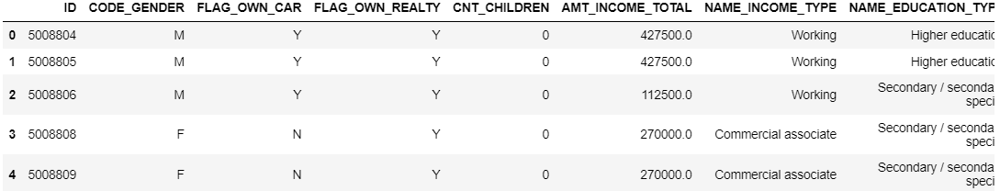 ID CODE_GENDER FLAG_OWN_CAR FLAG_OWN_REALTY CNT_CHILDREN AMT_INCOME_TOTAL NAME_INCOME_TYPE NAME_EDUCATION_TYP
0 5008804 M Y Y 0 427500.0 Working Higher educatio
1 5008805 M Y Y 0 427500.0 Working Higher educatio
2 5008806 M Y Y 0 112500.0 Working Secondary / seconda
speci
3 5008808 F N Y 0 270000.0 Commercial associate Secondary / seconda
speci
4 5008809 F N Y 0 270000.0 Commercial associate Secondary / seconda
speci